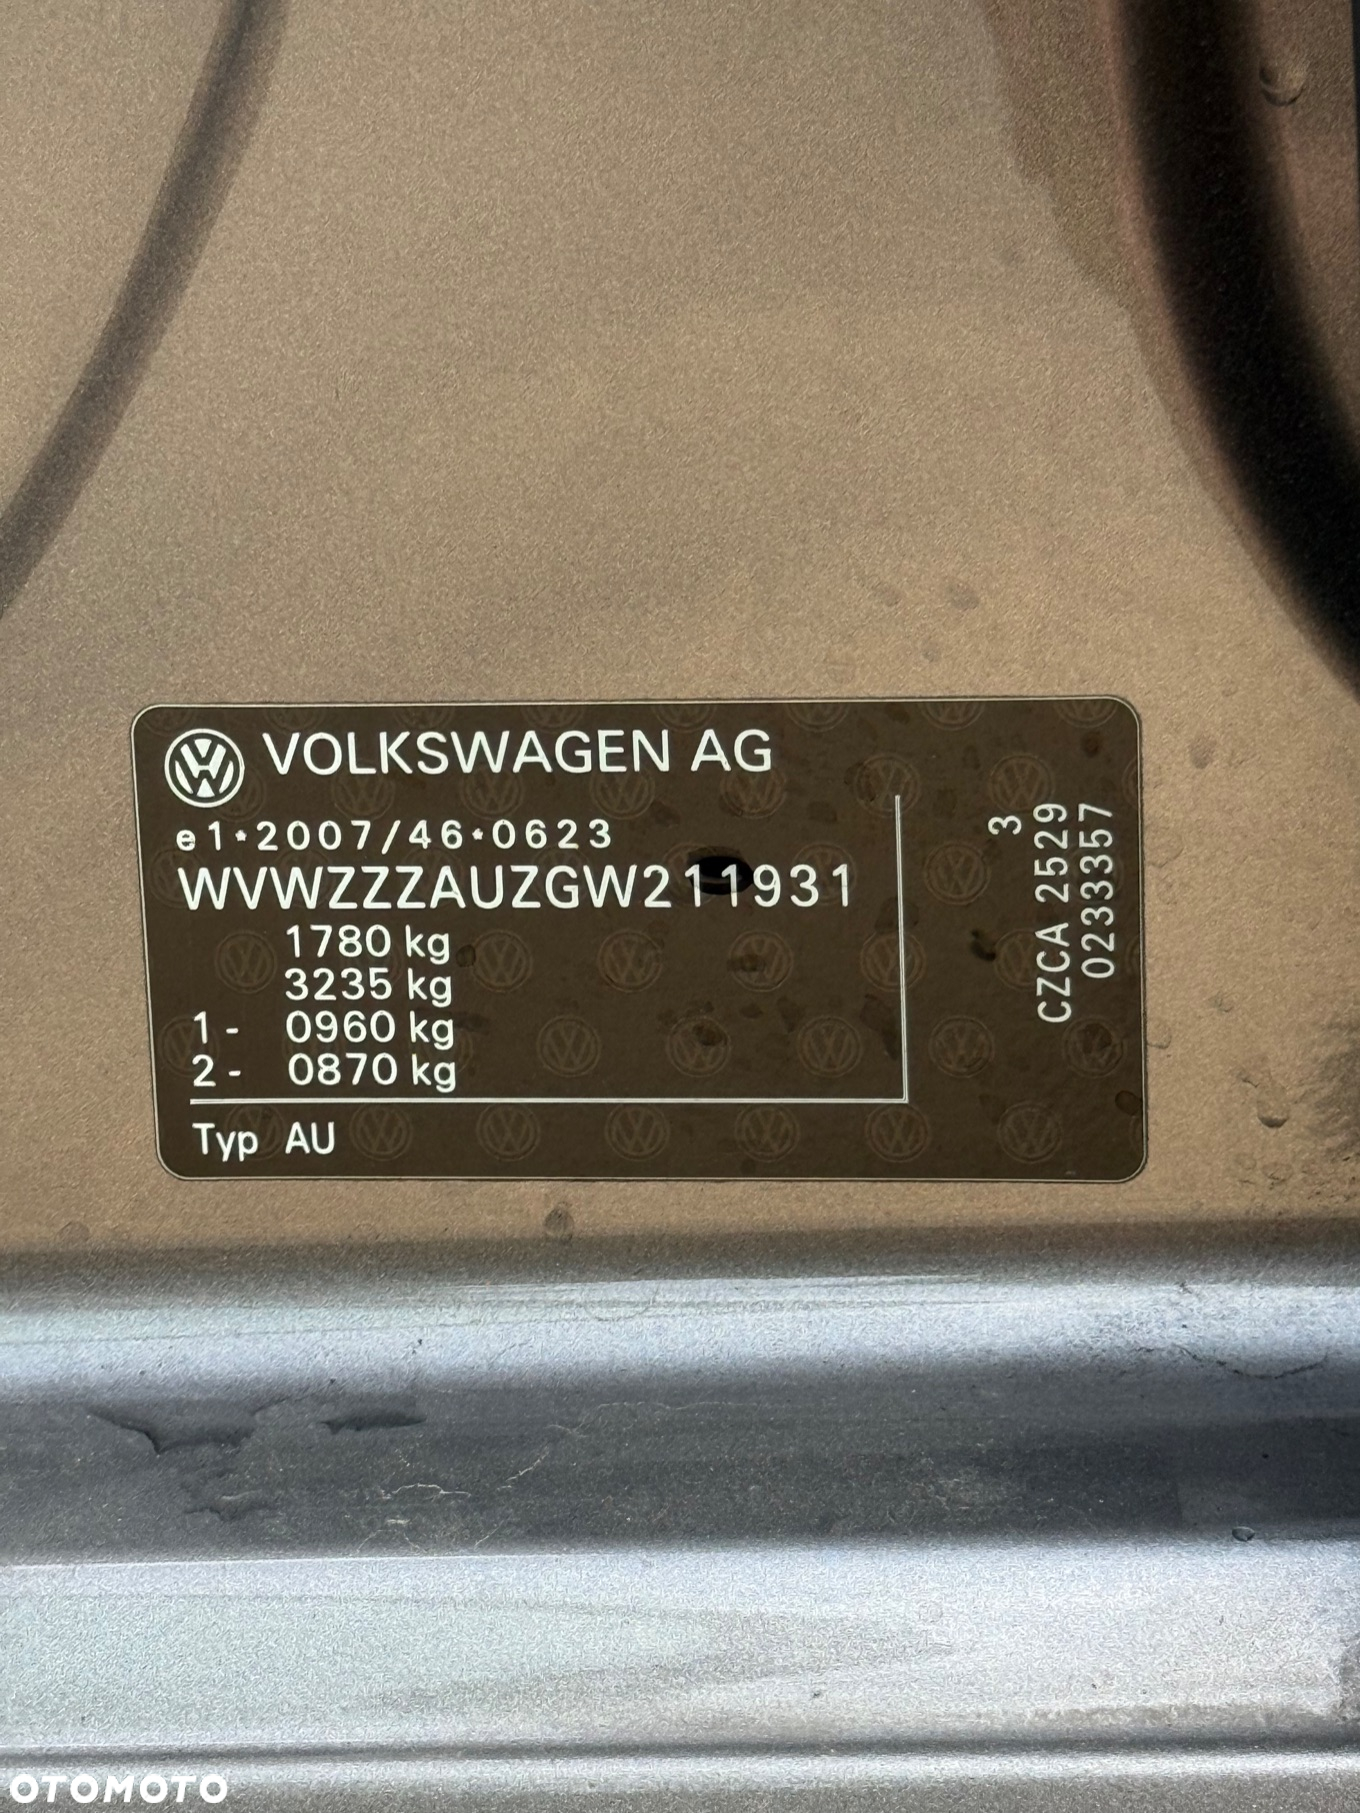 VOLKSWAGEN AG
e1*2007/46*0623
WVWZZZAUZGW211931
1780 kg
3235 kg
1- 0960 kg
2- 0870 kg
Typ AU
3
CZCA 2529
0233357
OTOMOTO